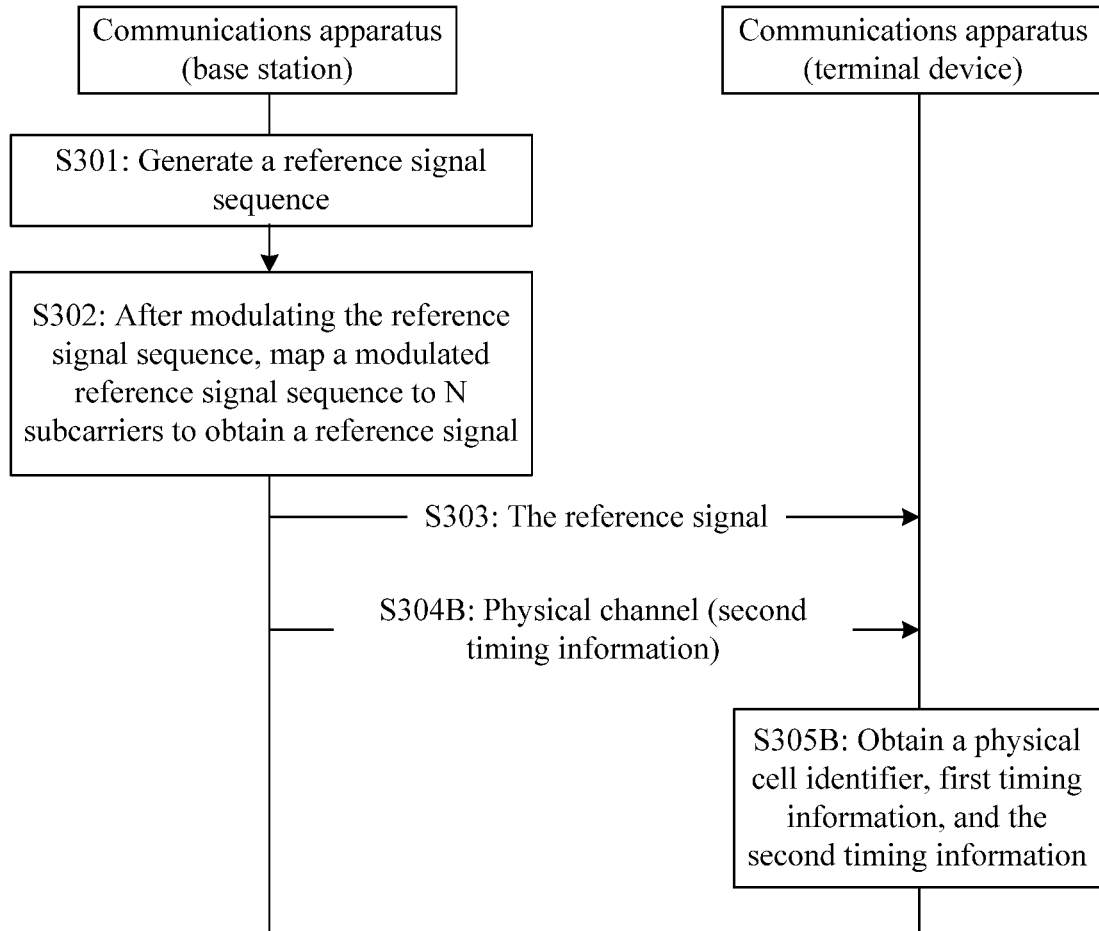 Communications apparatus
(base station)
Communications apparatus
(terminal device)
S301: Generate a reference signal
sequence
S302: After modulating the reference
signal sequence, map a modulated
reference signal sequence to N
subcarriers to obtain a reference signal
S303: The reference signal
S304B: Physical channel (second
timing information)
S305B: Obtain a physical
cell identifier, first timing
information, and the
second timing information